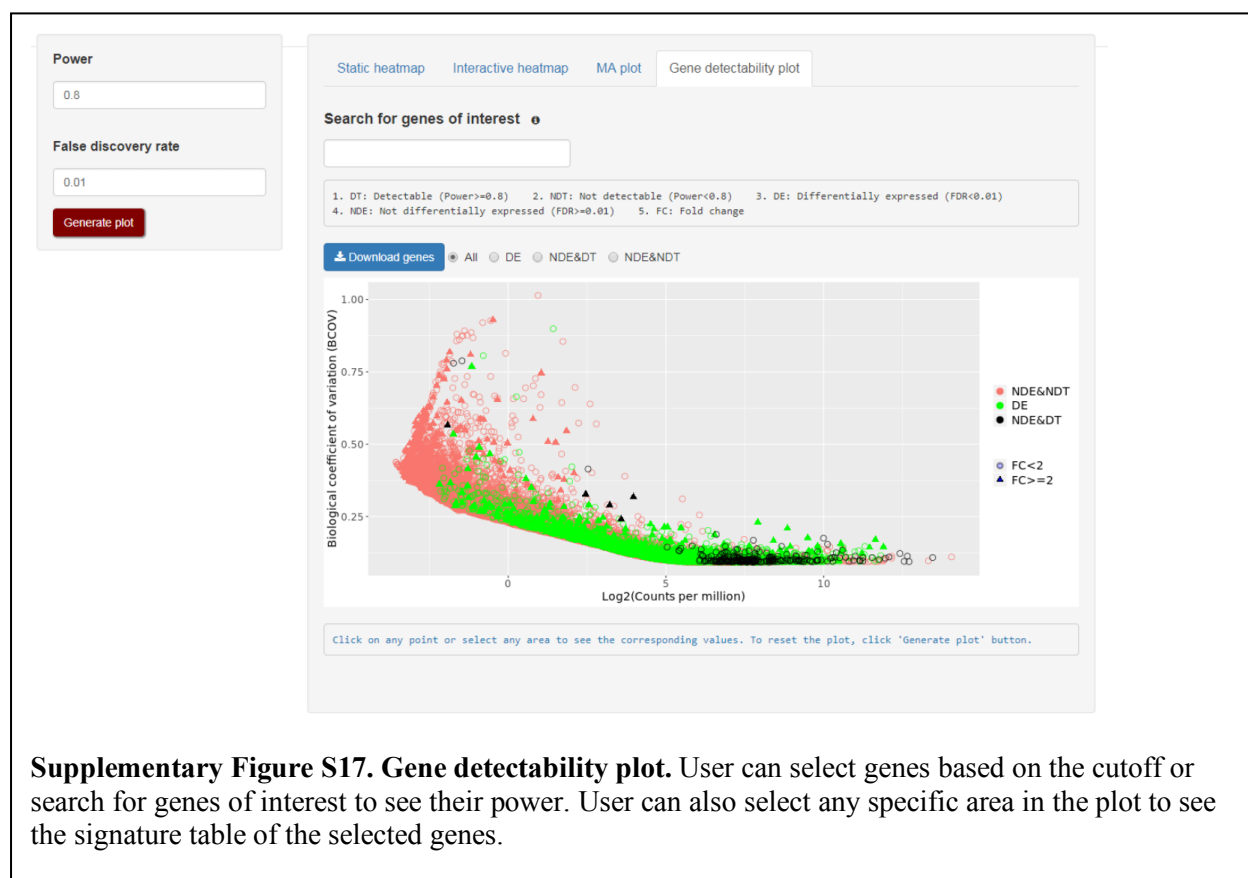 Power
0.8
False discovery rate
0.01
Generate plot
Static heatmap Interactive heatmap MA plot Gene detectability plot
Search for genes of interest
1. DT: Detectable (Power>=0.8) 2. NDT: Not detectable (Power<0.8) 3. DE: Differentially expressed (FDR<0.01)
4. NDE: Not differentially expressed (FDR>=0.01) 5. FC: Fold change
Download genes All DE NDE&DT NDE&NDT
Biological coefficient of variation (BCOV)
1.00
0.75
0.50
0.25
0 5 10
Log2(Counts per million)
NDE&NDT
DE
NDE&DT
FC<2
FC>=2
Click on any point or select any area to see the corresponding values. To reset the plot, click 'Generate plot' button.
Supplementary Figure S17. Gene detectability plot. User can select genes based on the cutoff or
search for genes of interest to see their power. User can also select any specific area in the plot to see
the signature table of the selected genes.